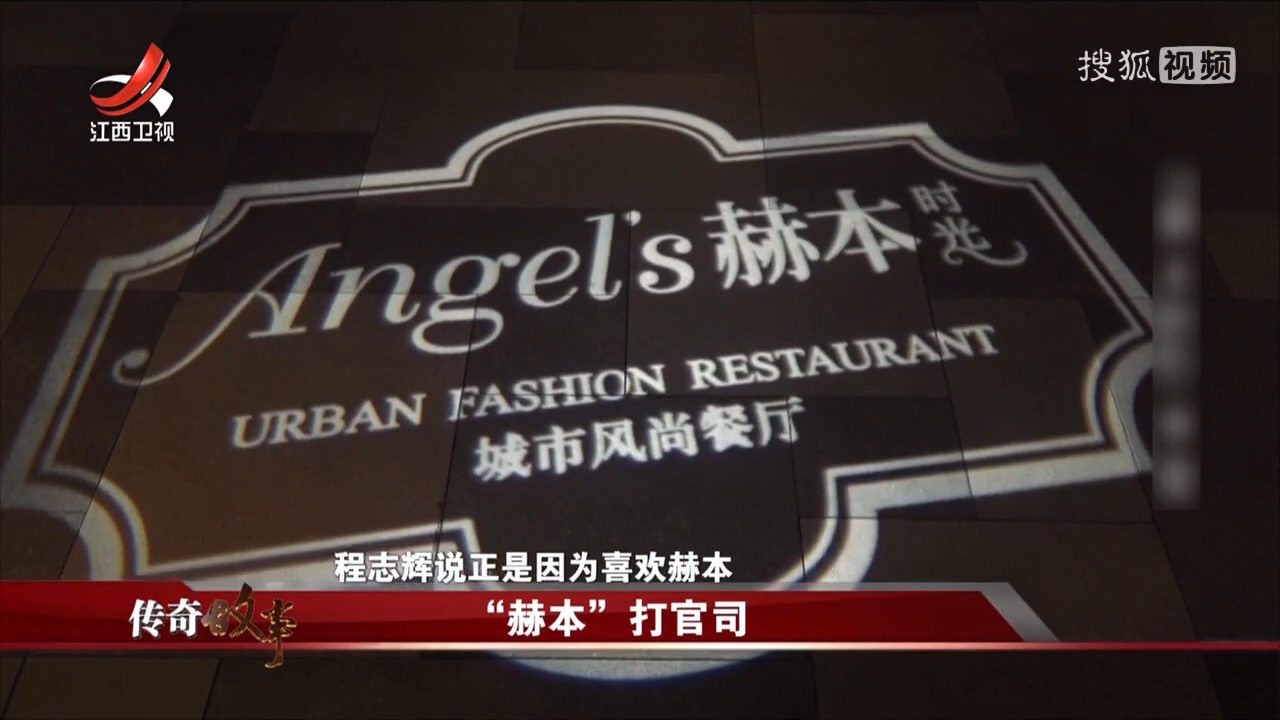 江西卫视
搜狐视频
Angel's赫本时光
URBAN FASHION RESTAURANT
城市风尚餐厅
程志辉说正是因为喜欢赫本
传奇故事
“赫本”打官司